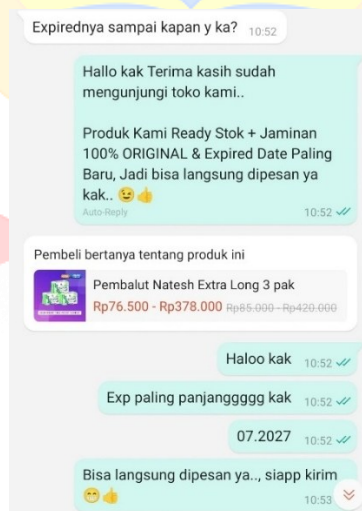 Expirednya sampai kapan y ka? 10:52
Hallo kak Terima kasih sudah
mengunjungi toko kami..
Produk Kami Ready Stok + Jaminan
100% ORIGINAL & Expired Date Paling
Baru, Jadi bisa langsung dipesan ya
kak.. 😉👍
Auto-Reply 10:52
Pembeli bertanya tentang produk ini
Pembalut Natesh Extra Long 3 pak
Rp76.500 - Rp378.000 Rp85.000 - Rp420.000
Haloo kak 10:52
Exp paling panjanggggg kak 10:52
07.2027 10:52
Bisa langsung dipesan ya.., siapp kirim
😁👍 10:53